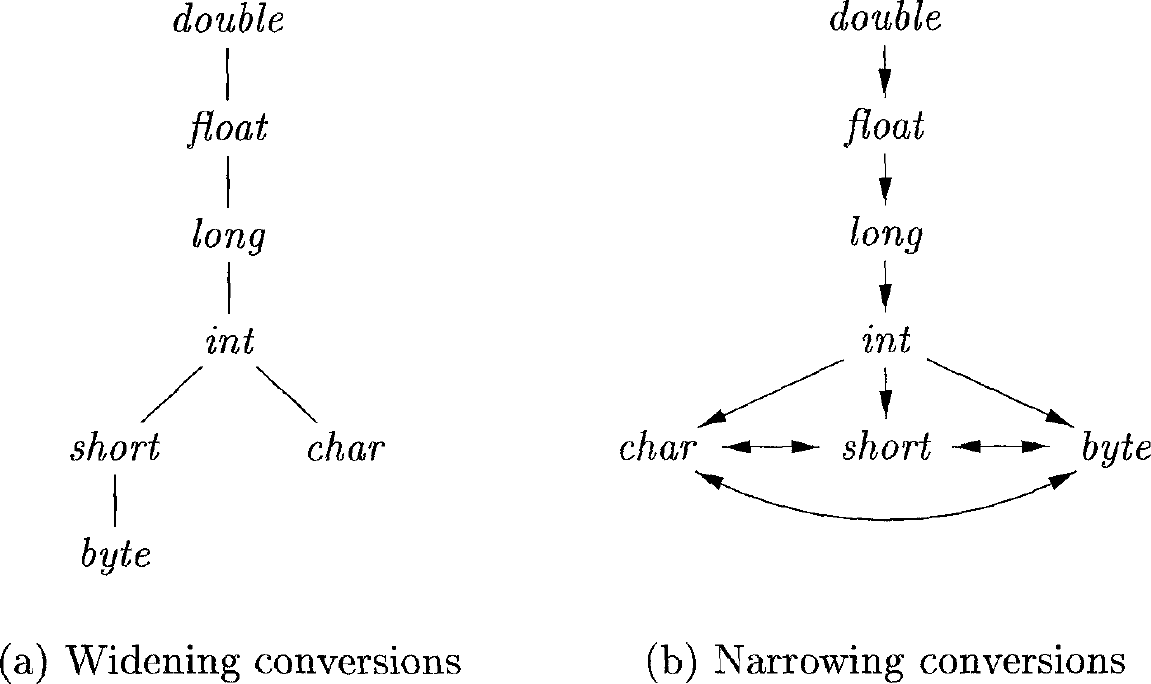 double
float
long
int
short char
byte
(a) Widening conversions
double
float
long
int
char short byte
(b) Narrowing conversions